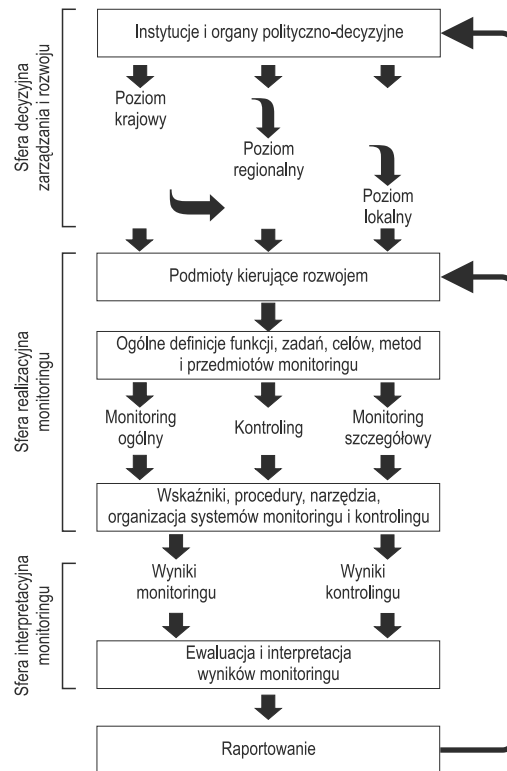 Sfera decyzyjna
zarządzania i rozwoju
Instytucje i organy polityczno-decyzyjne
Poziom
krajowy
Poziom
regionalny
Poziom
lokalny
Sfera realizacyjna
monitoringu
Podmioty kierujące rozwojem
Ogólne definicje funkcji, zadań, celów, metod
i przedmiotów monitoringu
Monitoring
ogólny
Kontroling
Monitoring
szczegółowy
Wskaźniki, procedury, narzędzia,
organizacja systemów monitoringu i kontrolingu
Sfera interpretacyjna
monitoringu
Wyniki
monitoringu
Wyniki
kontrolingu
Ewaluacja i interpretacja
wyników monitoringu
Raportowanie